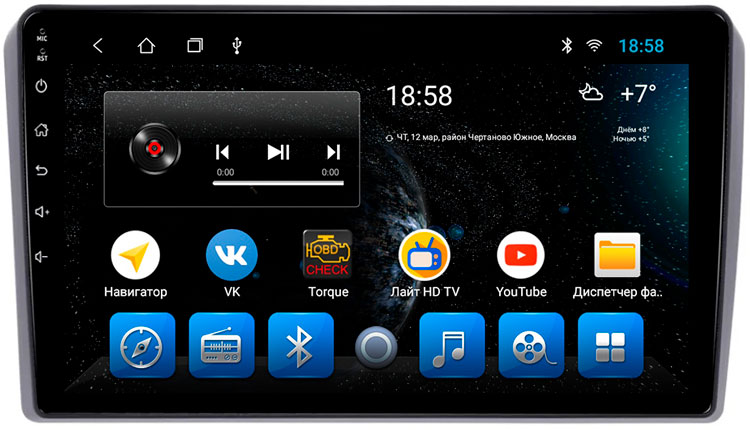 MIC
RST
18:58
18:58
+7°
ЧТ, 12 мар, район Чертаново Южное, Москва
Днём +8°
Ночью +5°
0:00
0:00
OBD
CHECK
Навигатор
VK
Torque
Лайт HD TV
YouTube
Диспетчер фа..